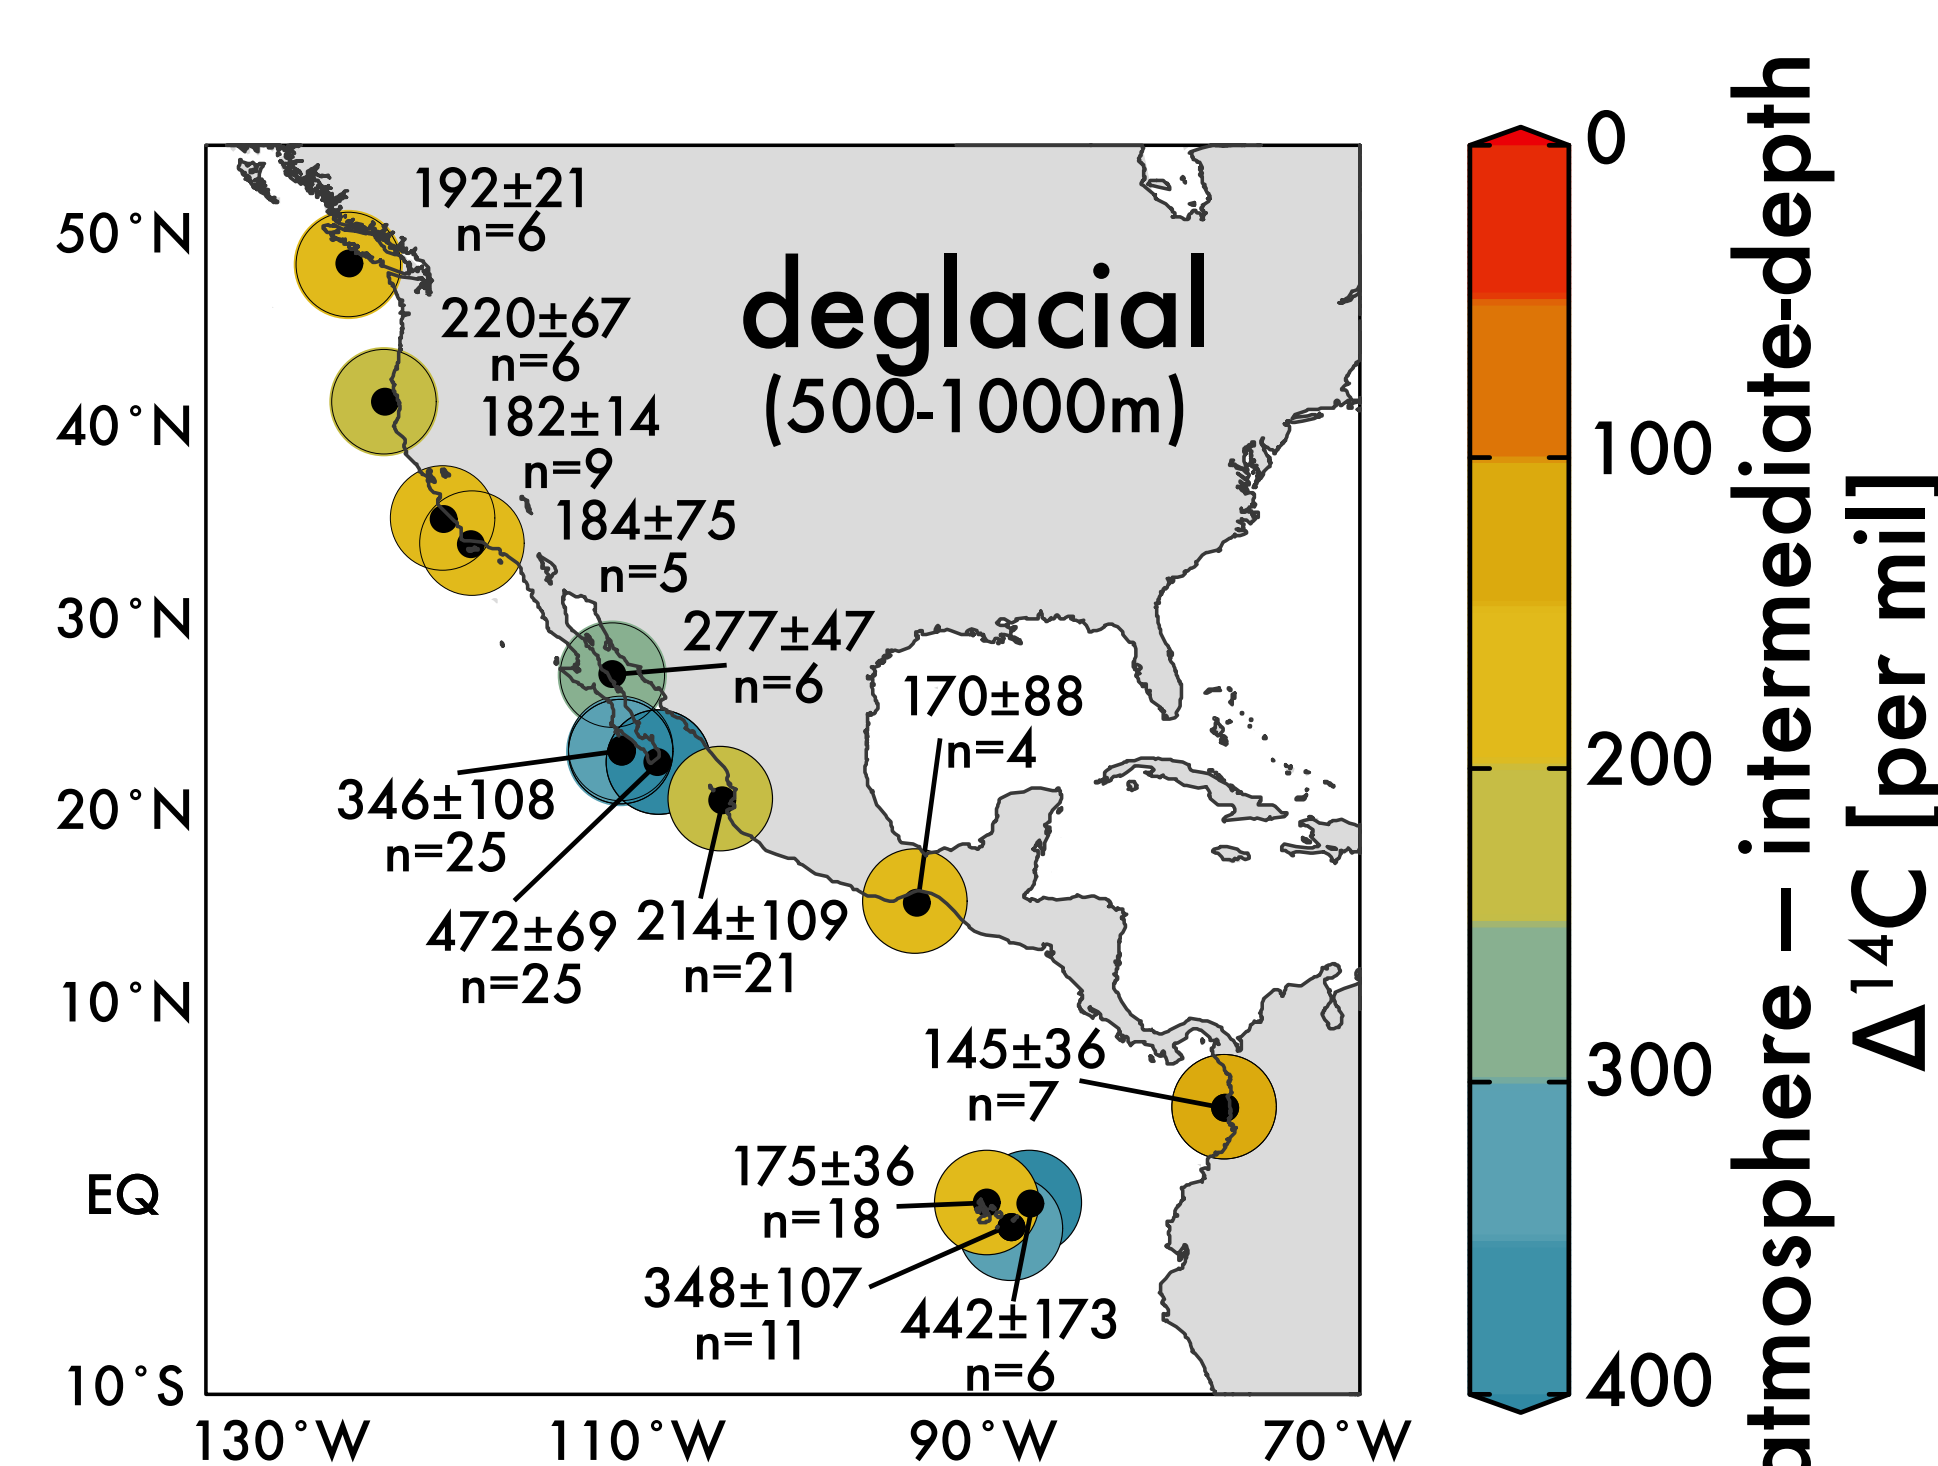 deglacial
(500-1000m)
192±21
n=6
220±67
n=6
182±14
n=9
184±75
n=5
277±47
n=6
170±88
n=4
346±108
n=25
472±69
n=25
214±109
n=21
145±36
n=7
175±36
n=18
348±107
n=11
442±173
n=6
50°N
40°N
30°N
20°N
10°N
EQ
10°S
130°W
110°W
90°W
70°W
0
100
200
300
400
atmosphere – intermediate-depth
Δ¹⁴C [per mil]